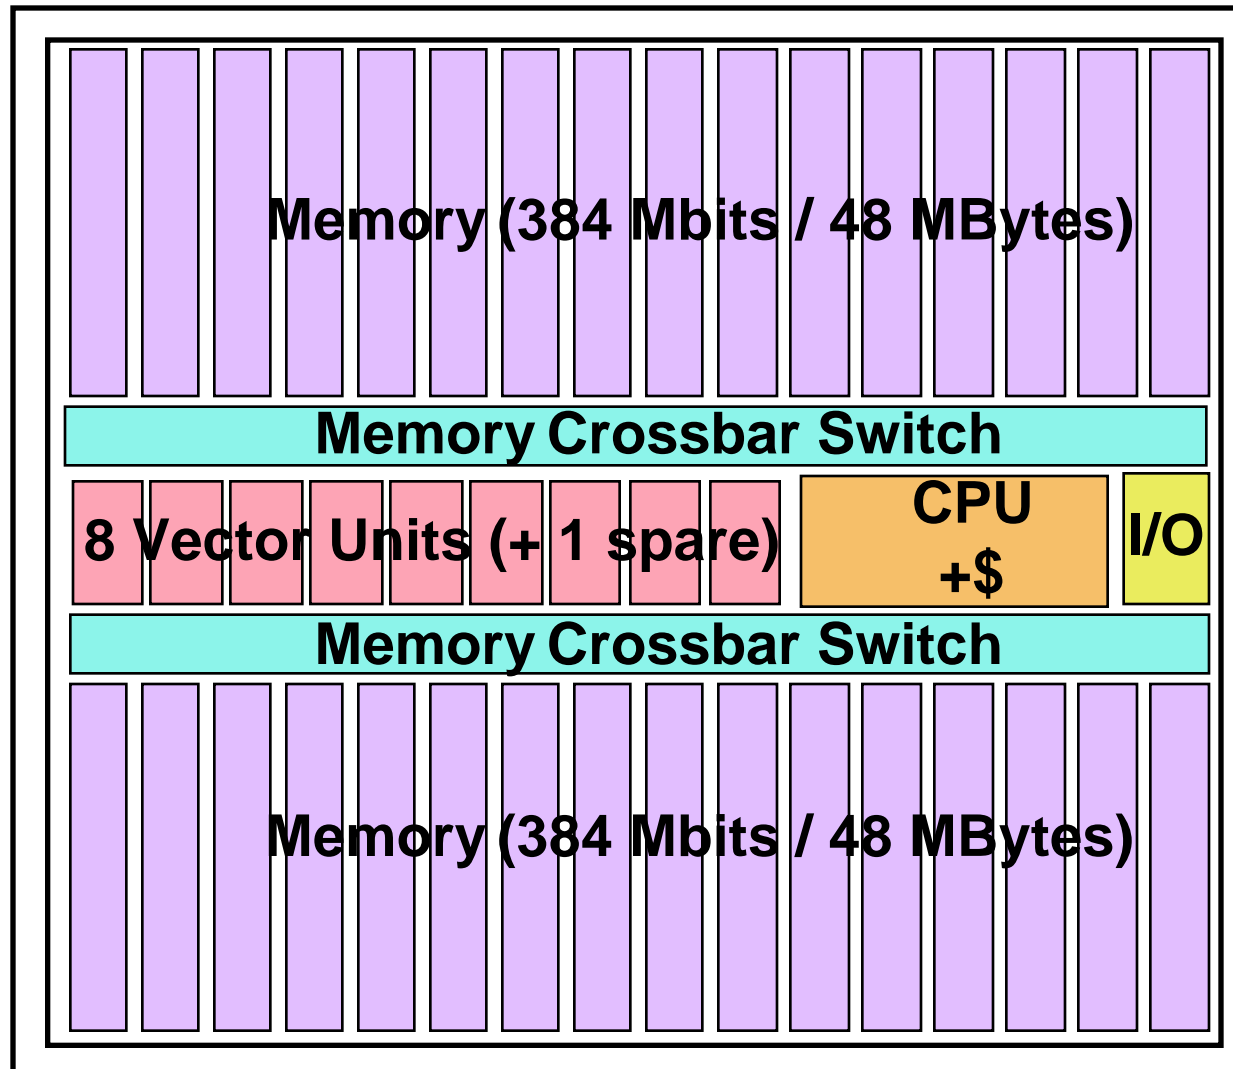 Memory (384 Mbits / 48 MBytes)
Memory Crossbar Switch
8 Vector Units (+ 1 spare)
CPU
+$
I/O
Memory Crossbar Switch
Memory (384 Mbits / 48 MBytes)